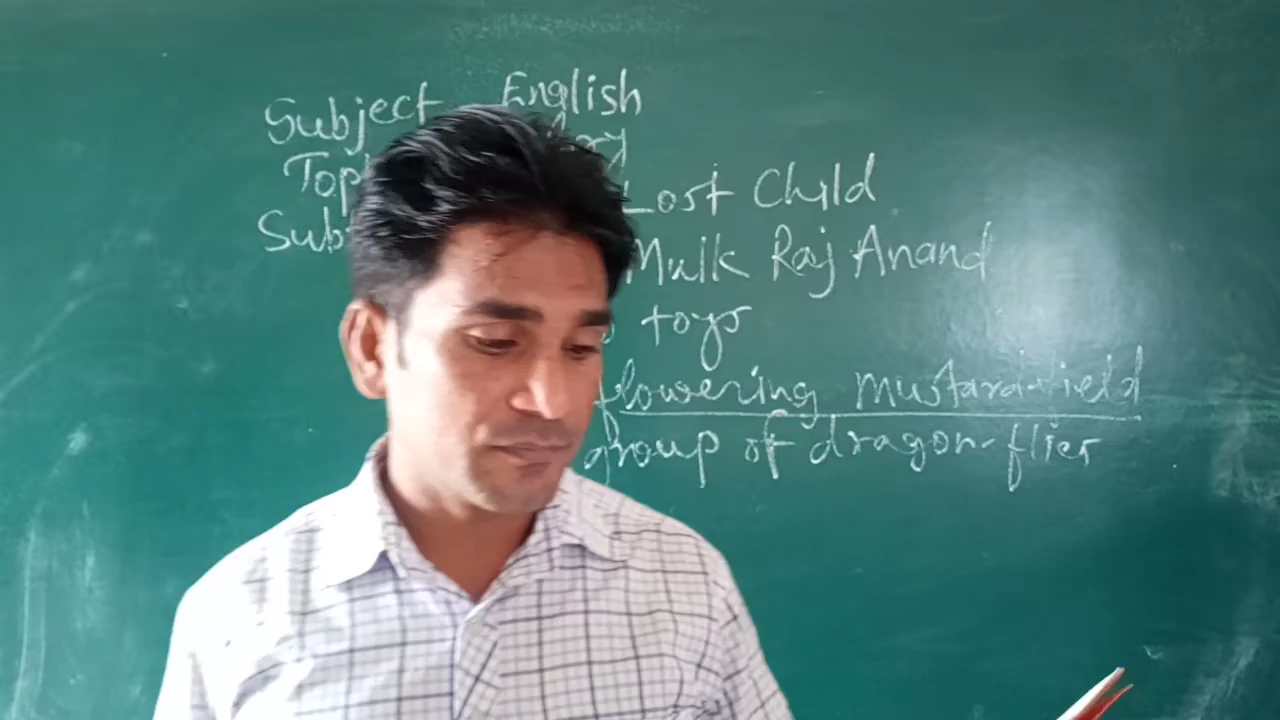 Subject English
Lost Child
Mulk Raj Anand
toys
flowering mustard-field
group of dragon-flies